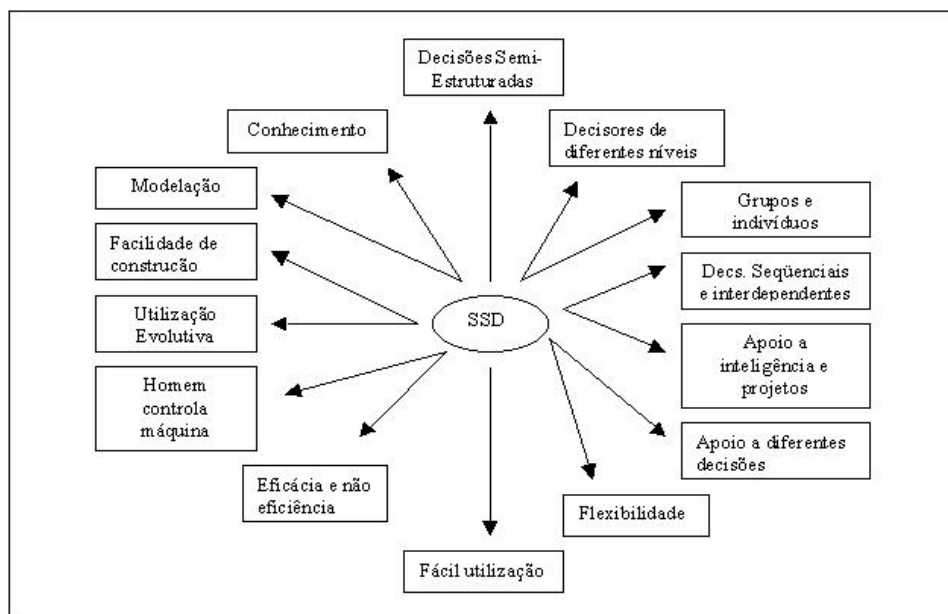 Decisões Semi-
Estruturadas
Conhecimento
Decisores de
diferentes níveis
Modelação
Grupos e
indivíduos
Facilidade de
construcão
Decs. Seqüenciais
e interdependentes
SSD
Utilização
Evolutiva
Apoio a
inteligência e
projetos
Homem
controla
máquina
Apoio a diferentes
decisões
Eficácia e não
eficiência
Flexibilidade
Fácil utilização